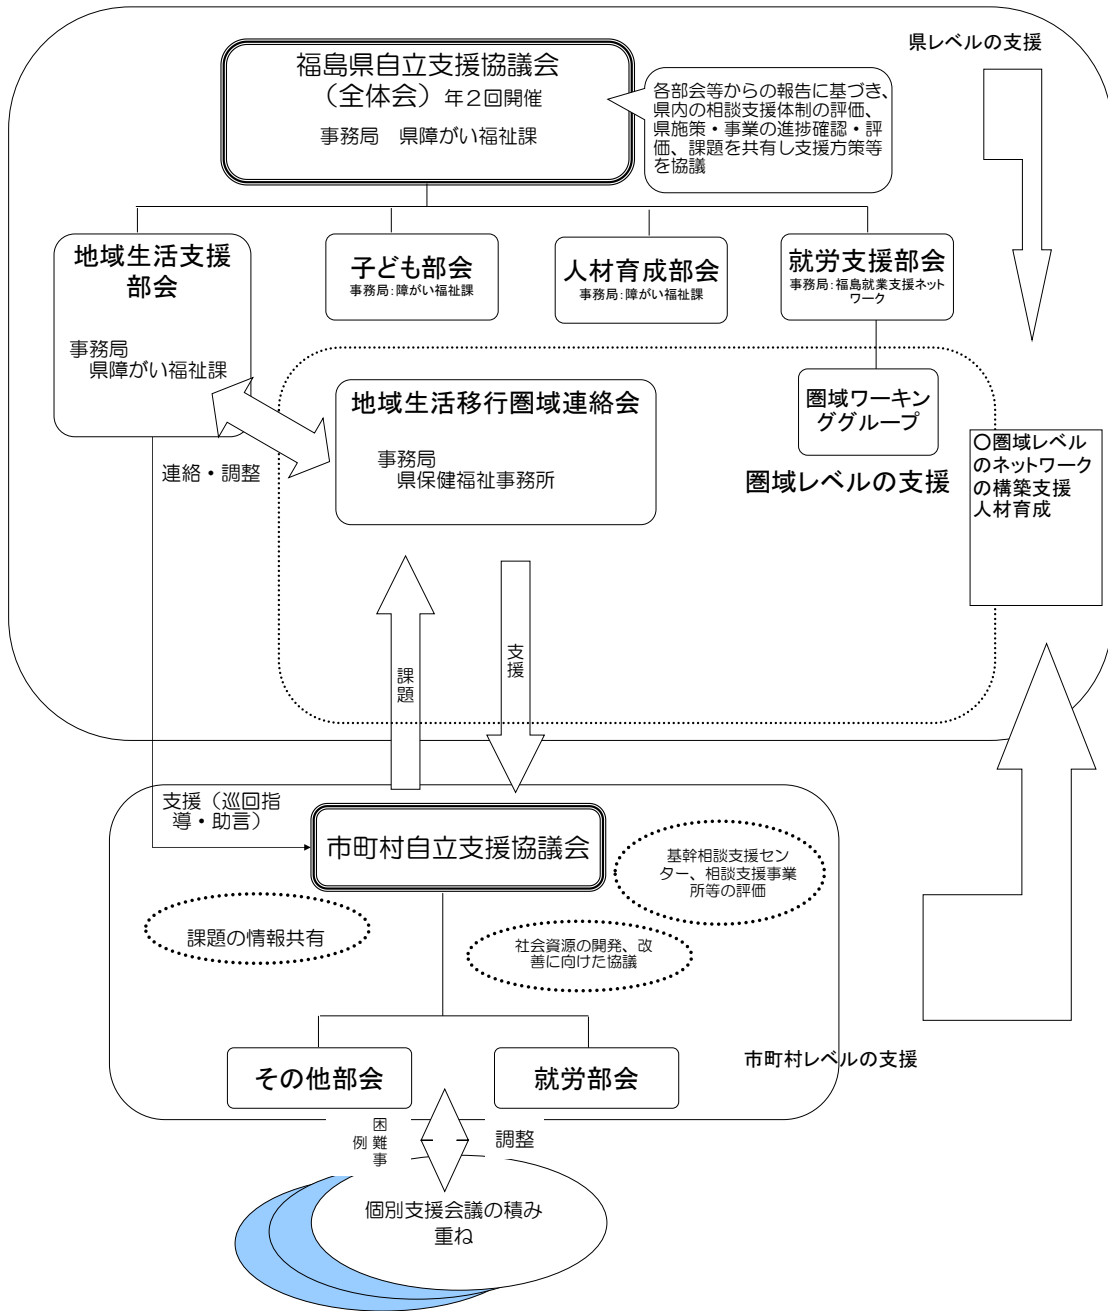 県レベルの支援
福島県自立支援協議会
（全体会）年２回開催
事務局　県障がい福祉課
各部会等からの報告に基づき、
県内の相談支援体制の評価、
県施策・事業の進捗確認・評
価、課題を共有し支援方策等
を協議
地域生活支援
部会
事務局
県障がい福祉課
子ども部会
事務局：障がい福祉課
人材育成部会
事務局：障がい福祉課
就労支援部会
事務局：福島就業支援ネット
ワーク
地域生活移行圏域連絡会
事務局
県保健福祉事務所
圏域ワーキン
ググループ
連絡・調整
圏域レベルの支援
〇圏域レベル
のネットワーク
の構築支援
人材育成
課題
支援
支援（巡回指
導・助言）
市町村自立支援協議会
基幹相談支援セン
ター、相談支援事業
所等の評価
課題の情報共有
社会資源の開発、改
善に向けた協議
市町村レベルの支援
その他部会
就労部会
困難事
例
調整
個別支援会議の積み
重ね